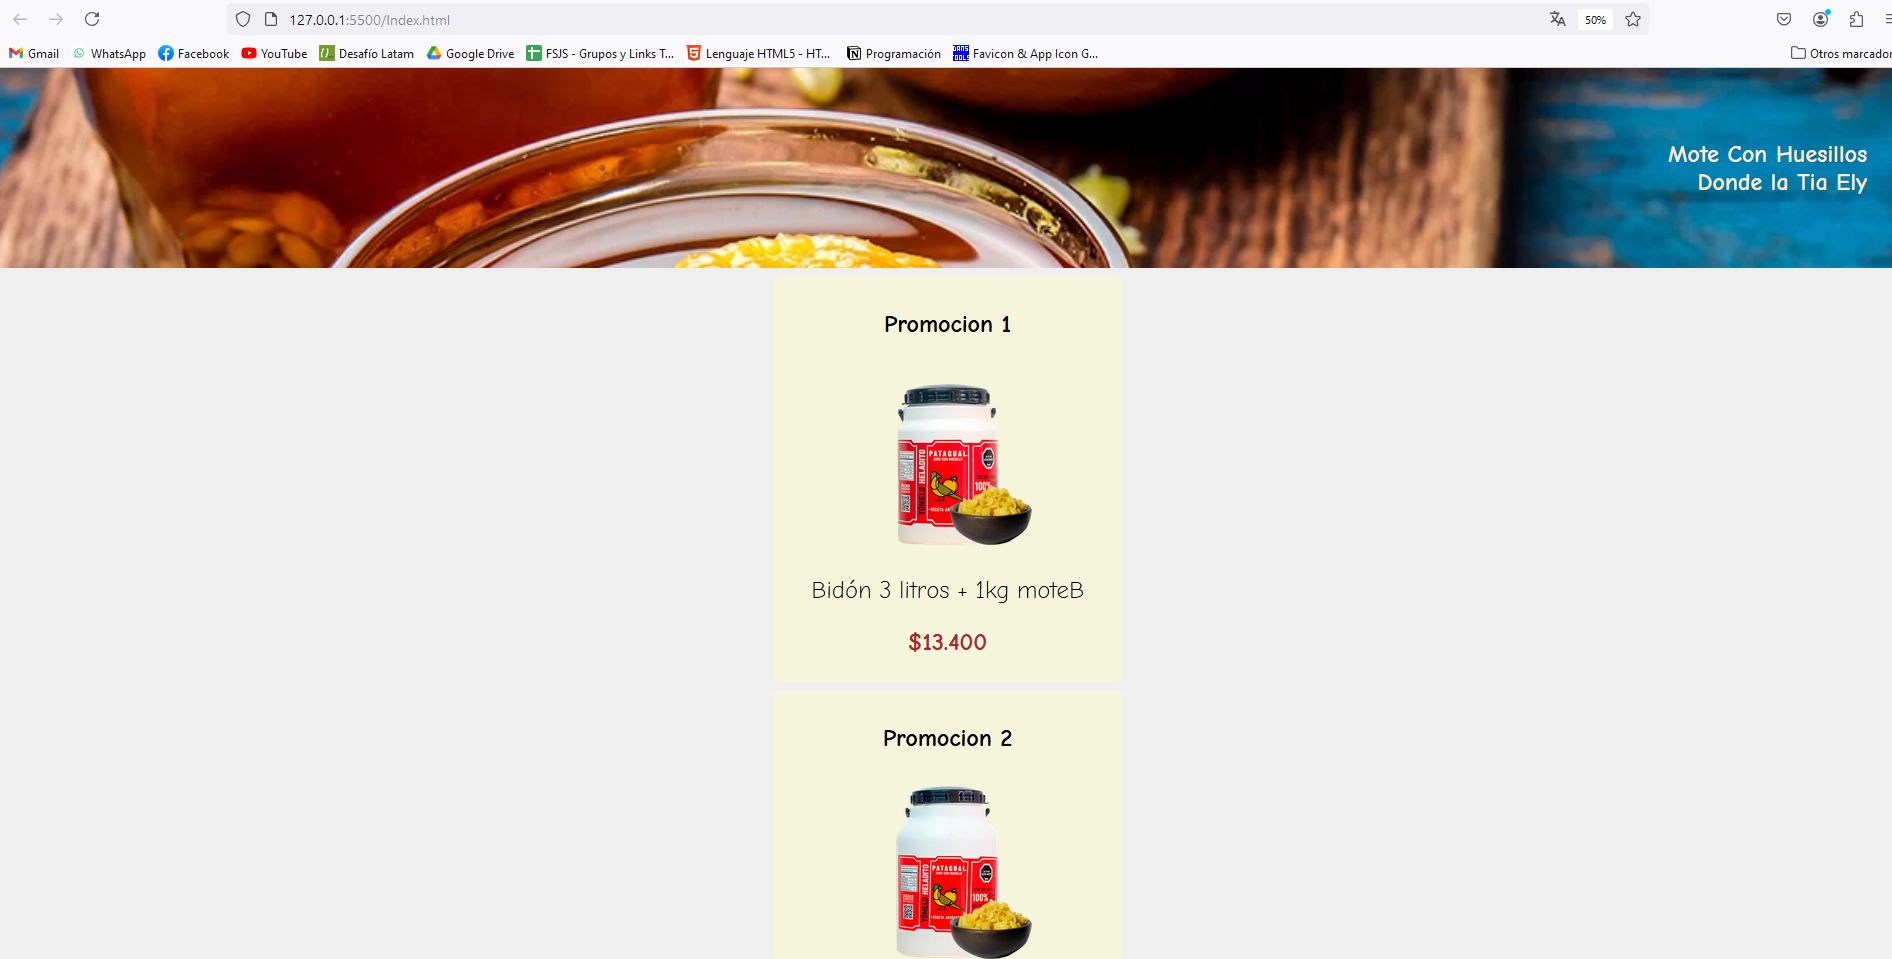 127.0.0.1:5500/Index.html
50%
Gmail
WhatsApp
Facebook
YouTube
Desafío Latam
Google Drive
FSJS - Grupos y Links T...
Lenguaje HTML5 - HT...
Programación
Favicon & App Icon G...
Otros marcador
Mote Con Huesillos
Donde la Tia Ely
Promocion 1
PATAGUAL
TOMELO HELADITO
100%
Bidón 3 litros + 1kg moteB
$13.400
Promocion 2
PATAGUAL
TOMELO HELADITO
100%